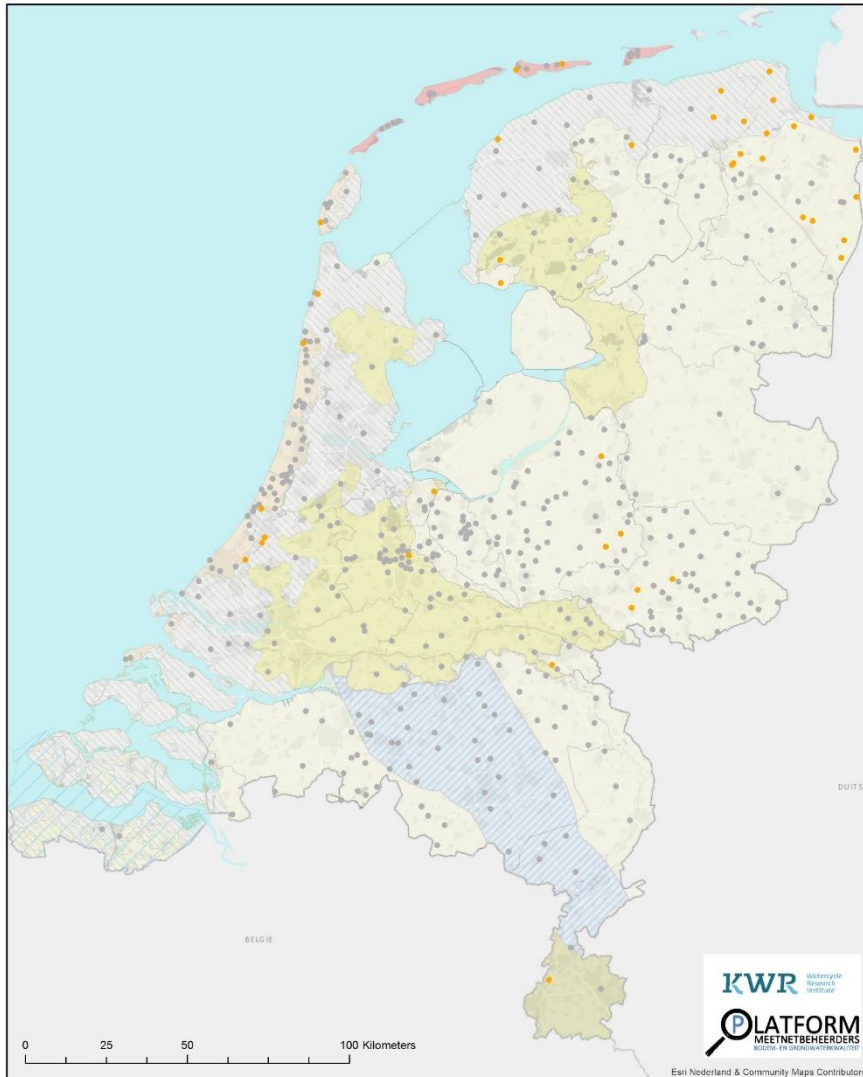 DUITS
BELGIË
KWR Watercycle
Research
Institute
PLATFORM
MEETNETBEHEERDERS
BODEM- EN GRONDWATERKWALITEIT
0 25 50 100 Kilometers
Esri Nederland & Community Maps Contributor